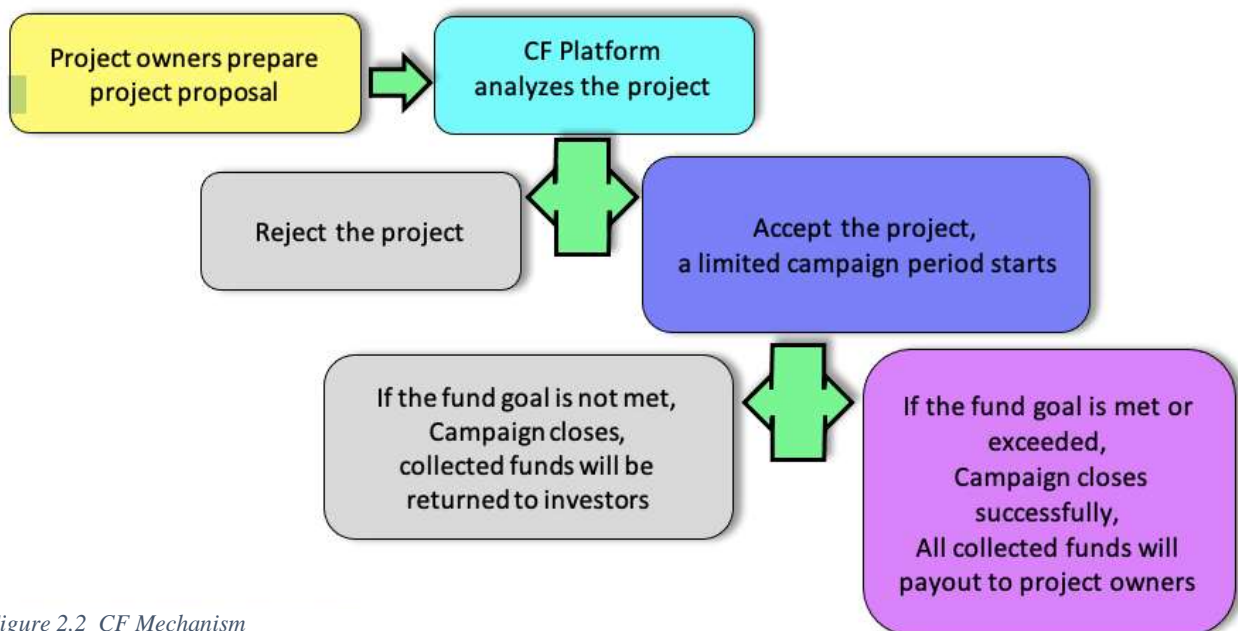 Project owners prepare
project proposal
CF Platform
analyzes the project
Reject the project
Accept the project,
a limited campaign period starts
If the fund goal is not met,
Campaign closes,
collected funds will be
returned to investors
If the fund goal is met or
exceeded,
Campaign closes
successfully,
All collected funds will
payout to project owners
igure 2.2 CF Mechanism